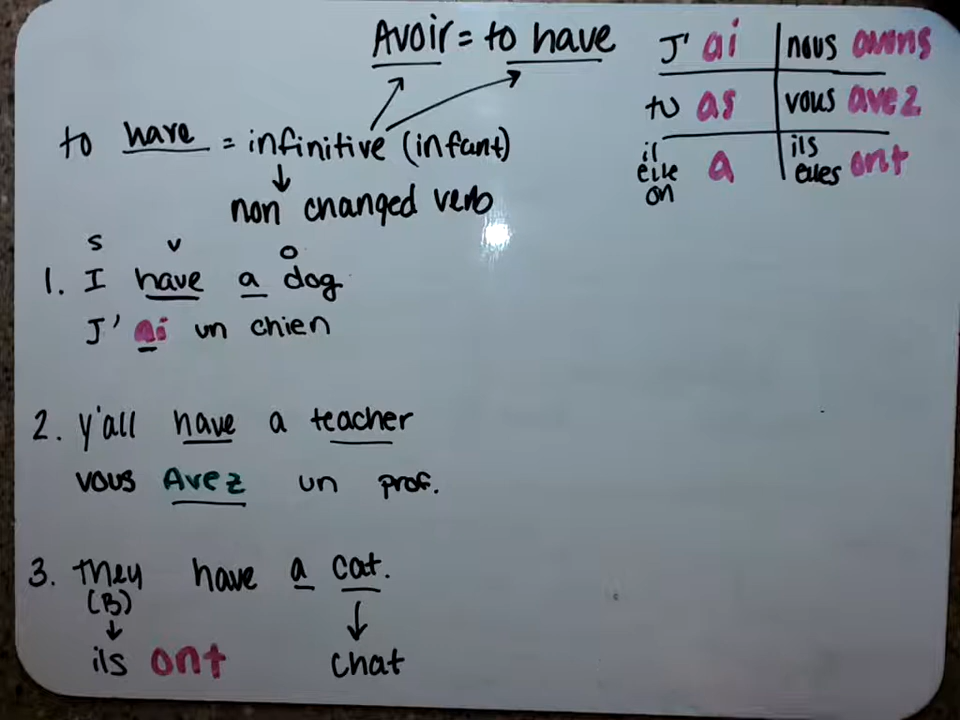 Avoir = to have
J' ai | nous avons
tu as | vous avez
il elle on a | ils elles ont
to have = infinitive (infant)
non changed verb
s v o
1. I have a dog
J' ai un chien
2. y'all have a teacher
vous Avez un prof.
3. they have a cat.
(B)
ils ont chat